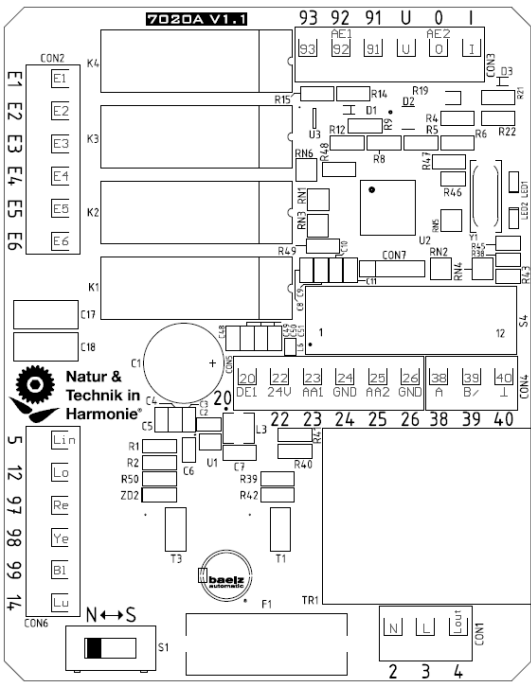 7020A V1.1
93 92 91 U 0 I
AE1 AE2
93 92 91 U 0 I
CON3
CON2
E1 E1
E2 E2
E3 E3
E4 E4
E5 E5
E6 E6
K4
K3
K2
K1
R15 R14 R19 D3 R21
U3 D1 D2
R9 R4 R22
R12 R8 R5 R6
R48 R47
RN6 R46 LED1
RN1
RN3 RN5 LED2
U2 Y1
R49 C10 CON7 R45
R38
RN2 RN4 R43
C9 C8 C11
C17
C18
1 12 S4
C48 C49 C50 C51
C6
C1 +
CON5 CON4
20 22 23 24 25 26 38 39 40
DE1 24V AA1 GND AA2 GND A B/ ⊥
20 22 23 24 25 26 38 39 40
Natur &
Technik in
Harmonie®
C4 C3
C5 C2
L3
R1 C6 U1 C7 R41
R2 R40
R50 R39
ZD2 R42
T3 T1
5 Lin
12 Lo
97 Re
98 Ye
99 Bl
14 Lu
CON6
baelz
automatic
F1
TR1
N↔S
S1
N L Lout
CON1
2 3 4